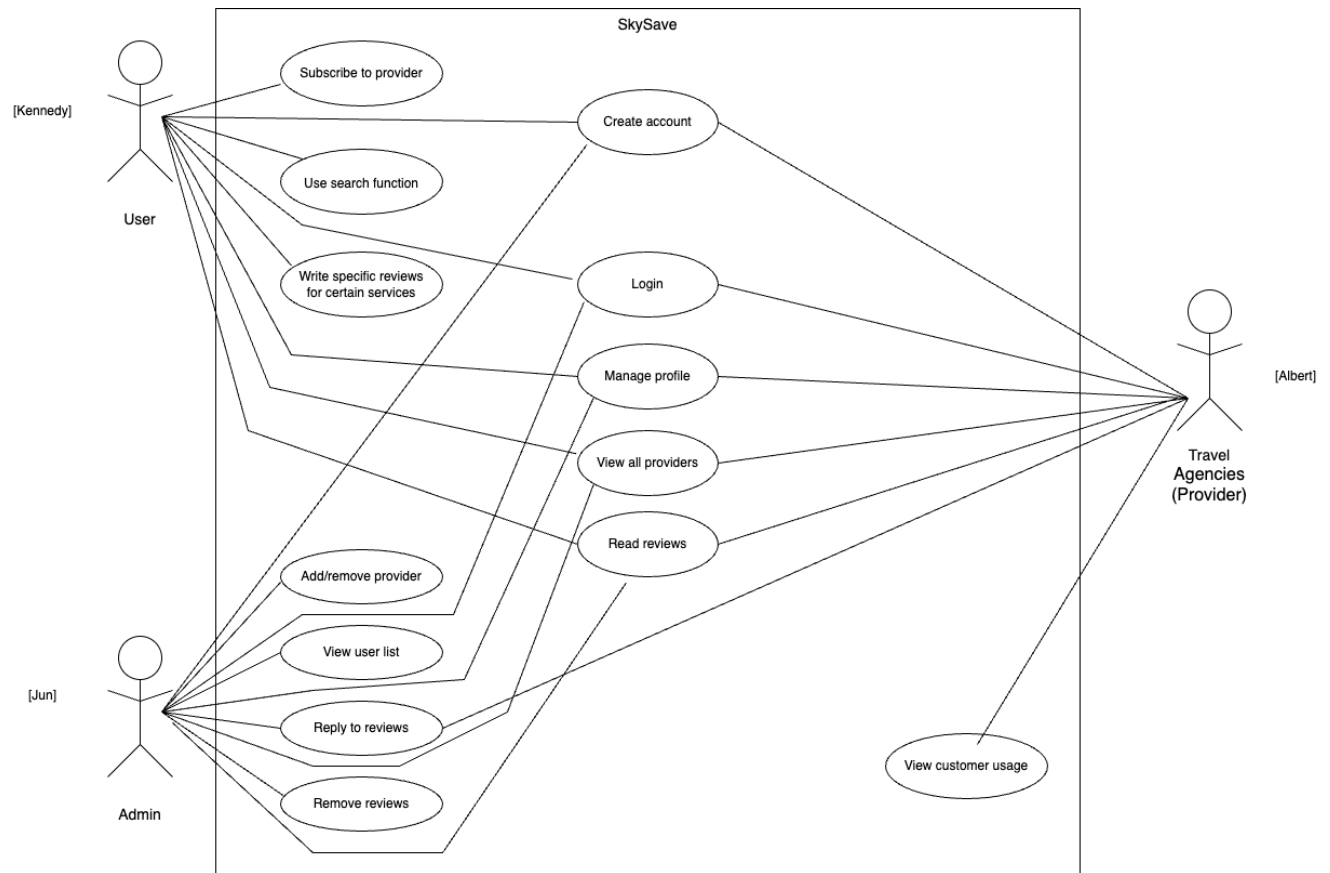 SkySave
Subscribe to provider
[Kennedy]
Create account
Use search function
User
Write specific reviews
for certain services
Login
Manage profile
[Albert]
View all providers
Travel
Agencies
(Provider)
Read reviews
Add/remove provider
View user list
[Jun]
Reply to reviews
View customer usage
Remove reviews
Admin